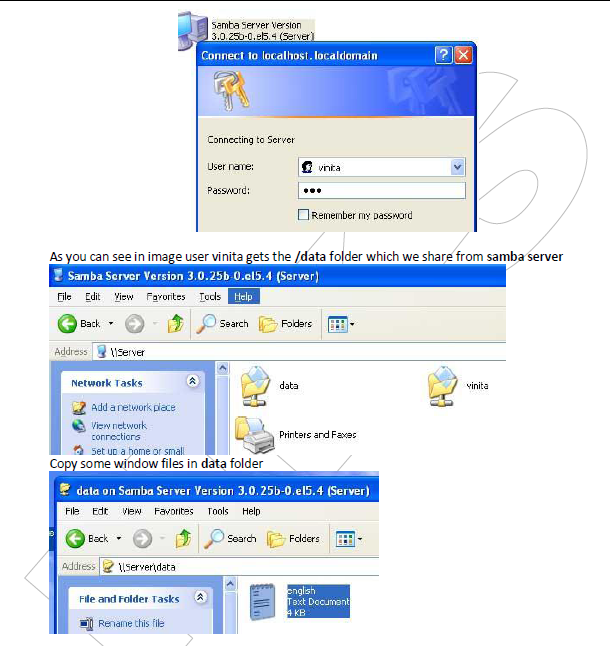 Samba Server Version
3.0.25b-0.el5.4 (Server)
Connect to localhost.localdomain
Connecting to Server
User name: vinita
Password: •••
Remember my password
As you can see in image user vinita gets the /data folder which we share from samba server
Samba Server Version 3.0.25b-0.el5.4 (Server)
File Edit View Favorites Tools Help
Back Search Folders
Address \\Server
Network Tasks
Add a network place
View network
connections
Set up a home or small
data vinita
Printers and Faxes
Copy some window files in data folder
data on Samba Server Version 3.0.25b-0.el5.4 (Server)
File Edit View Favorites Tools Help
Back Search Folders
Address \\Server\data
File and Folder Tasks
Rename this file
english
Text Document
4 KB